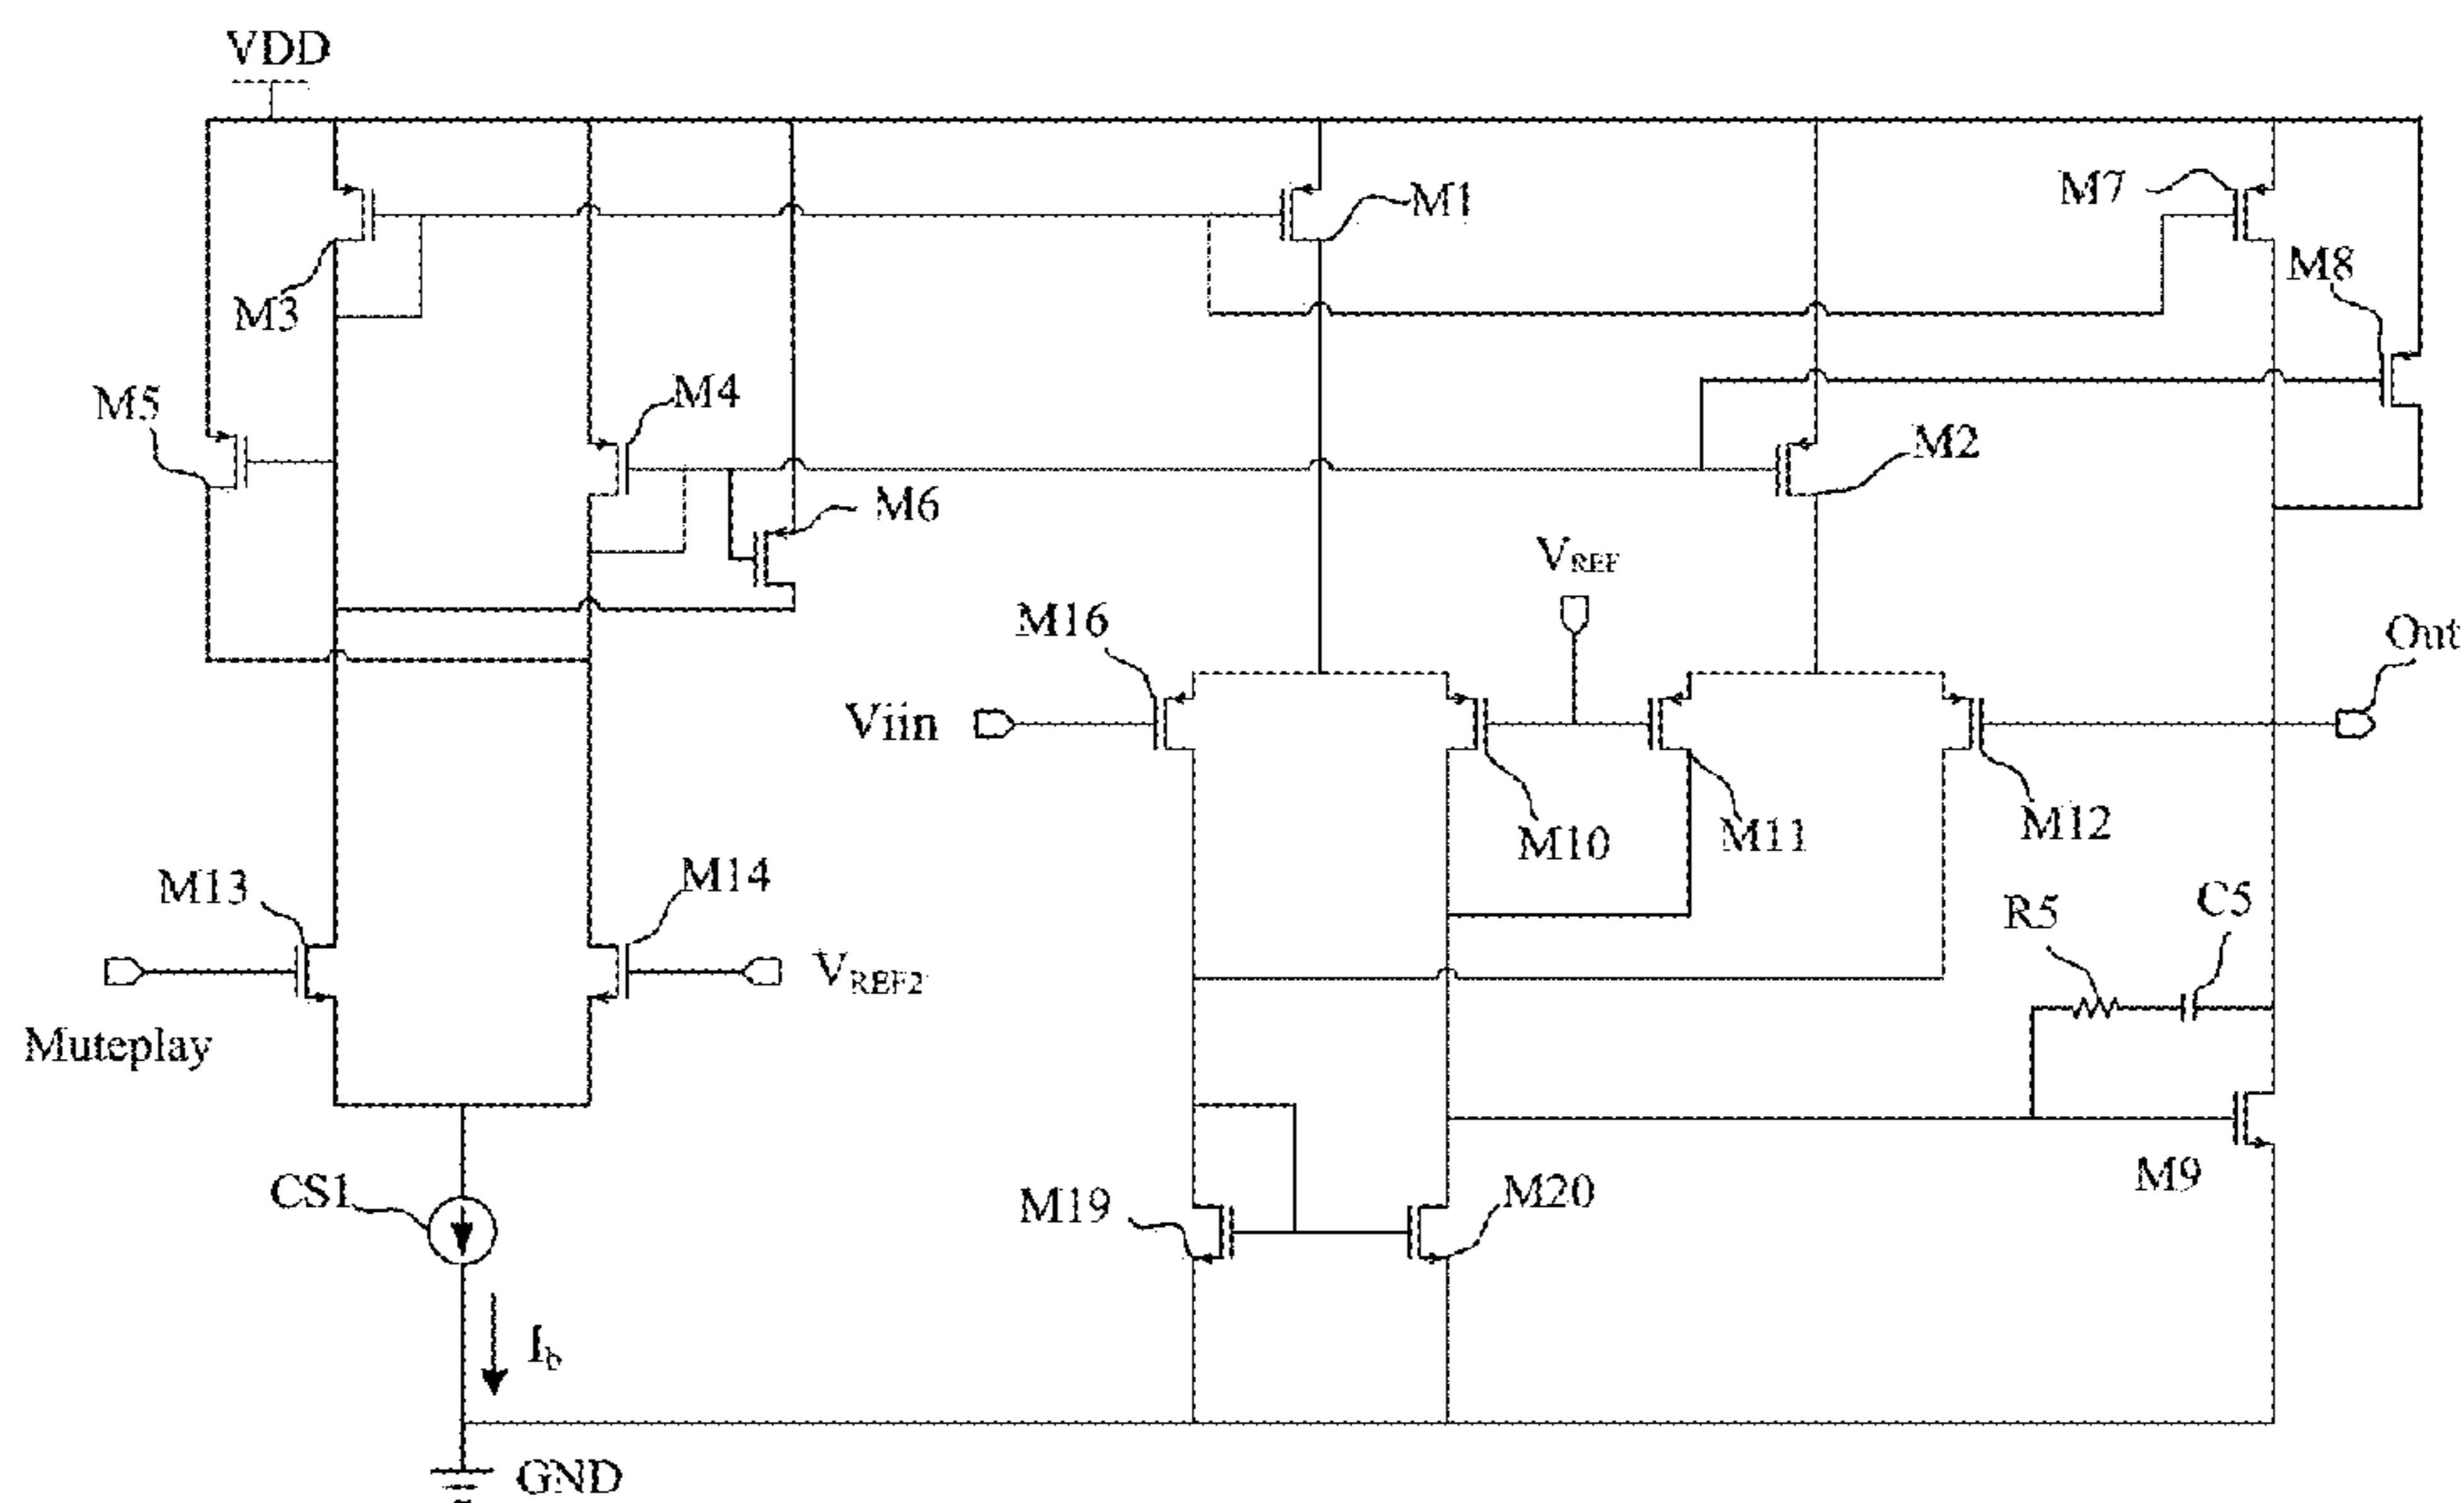 VDD
M1
M7
M8
M3
M5
M4
M2
M6
VREF
M16
Out
Viin
M10
M11
M12
M13
M14
R5
C5
VREF2
Muteplay
CS1
M19
M20
M9
Ib
GND